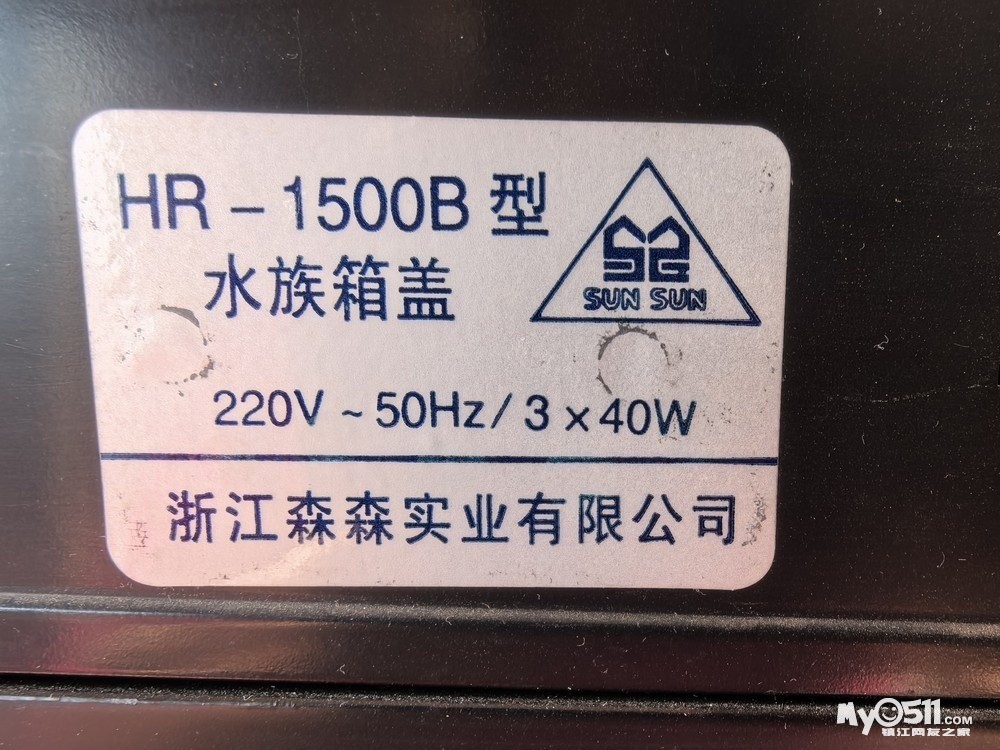 HR - 1500B 型
水族箱盖
SUN SUN
220V ~ 50Hz / 3 x 40W
浙江森森实业有限公司
My0511.COM
镇江网友之家